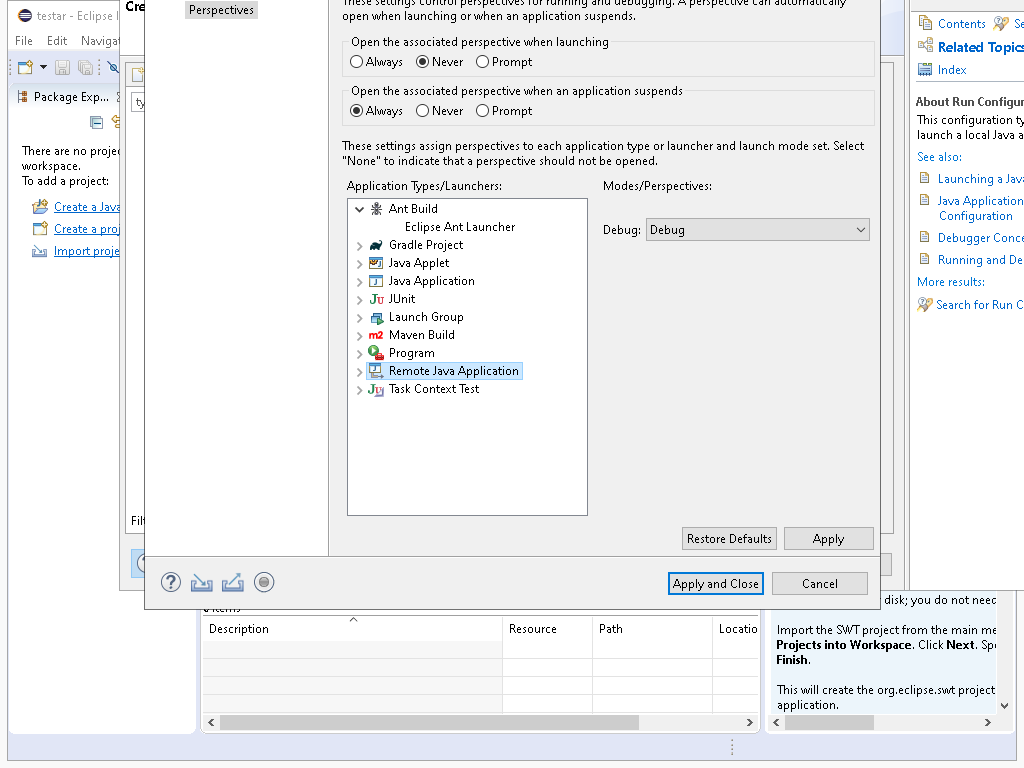 testar - Eclipse I
File Edit Navigat
Package Exp...
There are no proje
workspace.
To add a project:
Create a Java
Create a proj
Import proje
Cre
ty
Filt
Perspectives
These settings control perspectives for running and debugging. A perspective can automatically
open when launching or when an application suspends.
Open the associated perspective when launching
Always Never Prompt
Open the associated perspective when an application suspends
Always Never Prompt
These settings assign perspectives to each application type or launcher and launch mode set. Select
"None" to indicate that a perspective should not be opened.
Application Types/Launchers: Modes/Perspectives:
Ant Build
Eclipse Ant Launcher
Debug: Debug
Gradle Project
Java Applet
Java Application
JUnit
Launch Group
Maven Build
Program
Remote Java Application
Task Context Test
Restore Defaults Apply
Apply and Close Cancel
Contents Se
Related Topics
Index
About Run Configur
This configuration ty
launch a local Java a
See also:
Launching a Java
Java Application
Configuration
Debugger Conce
Running and De
More results:
Search for Run C
items
Description Resource Path Locatio
disk; you do not need
Import the SWT project from the main me
Projects into Workspace. Click Next. Spe
Finish.
This will create the org.eclipse.swt project
application.